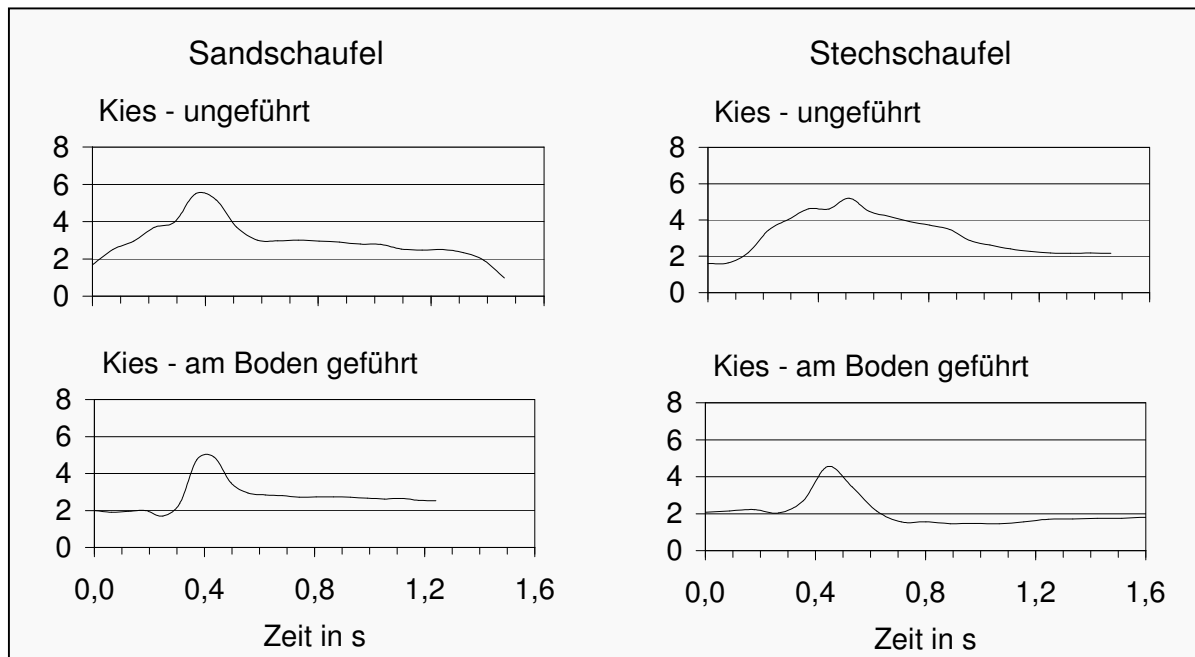 Sandschaufel
Kies - ungeführt
8
6
4
2
0
Kies - am Boden geführt
8
6
4
2
0
0,0 0,4 0,8 1,2 1,6
Zeit in s
Stechschaufel
Kies - ungeführt
8
6
4
2
0
Kies - am Boden geführt
8
6
4
2
0
0,0 0,4 0,8 1,2 1,6
Zeit in s